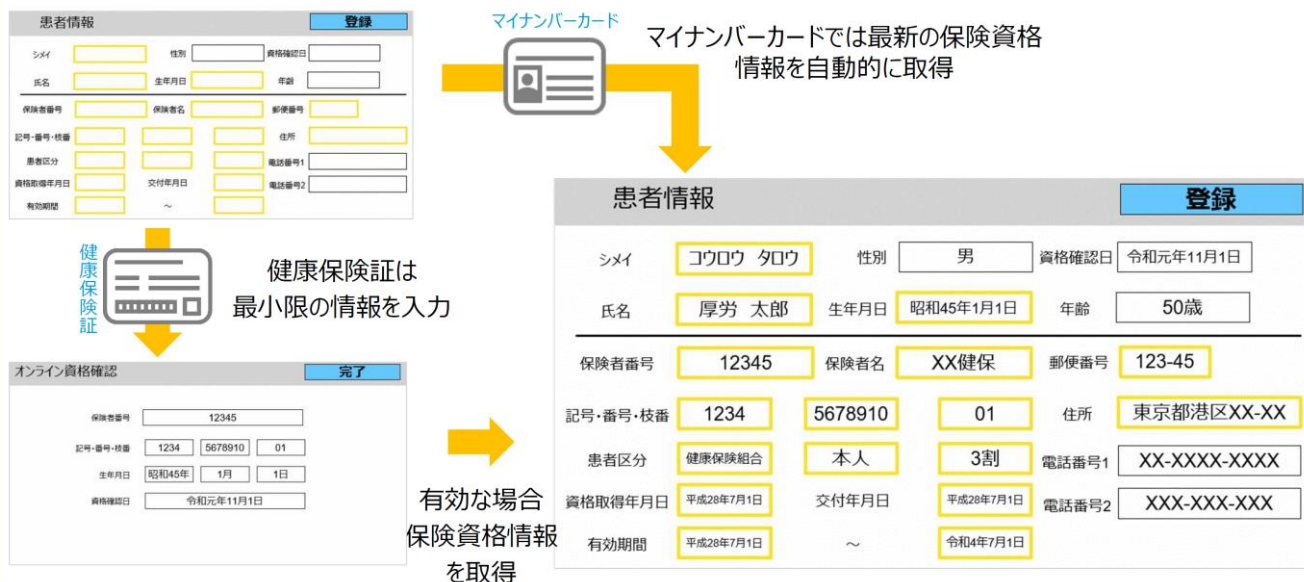 患者情報 登録
シメイ 性別 資格確認日
氏名 生年月日 年齢
保険者番号 保険者名 郵便番号
記号・番号・枝番 住所
患者区分 電話番号1
資格取得年月日 交付年月日 電話番号2
有効期間 ～
マイナンバーカード
マイナンバーカードでは最新の保険資格
情報を自動的に取得
健康保険証
健康保険証は
最小限の情報を入力
オンライン資格確認 完了
保険者番号 12345
記号・番号・枝番 1234 5678910 01
生年月日 昭和45年 1月 1日
資格確認日 令和元年11月1日
有効な場合
保険資格情報
を取得
患者情報 登録
シメイ コウロウ タロウ 性別 男 資格確認日 令和元年11月1日
氏名 厚労 太郎 生年月日 昭和45年1月1日 年齢 50歳
保険者番号 12345 保険者名 XX健保 郵便番号 123-45
記号・番号・枝番 1234 5678910 01 住所 東京都港区XX-XX
患者区分 健康保険組合 本人 3割 電話番号1 XX-XXXX-XXXX
資格取得年月日 平成28年7月1日 交付年月日 平成28年7月1日 電話番号2 XXX-XXX-XXX
有効期間 平成28年7月1日 ～ 令和4年7月1日